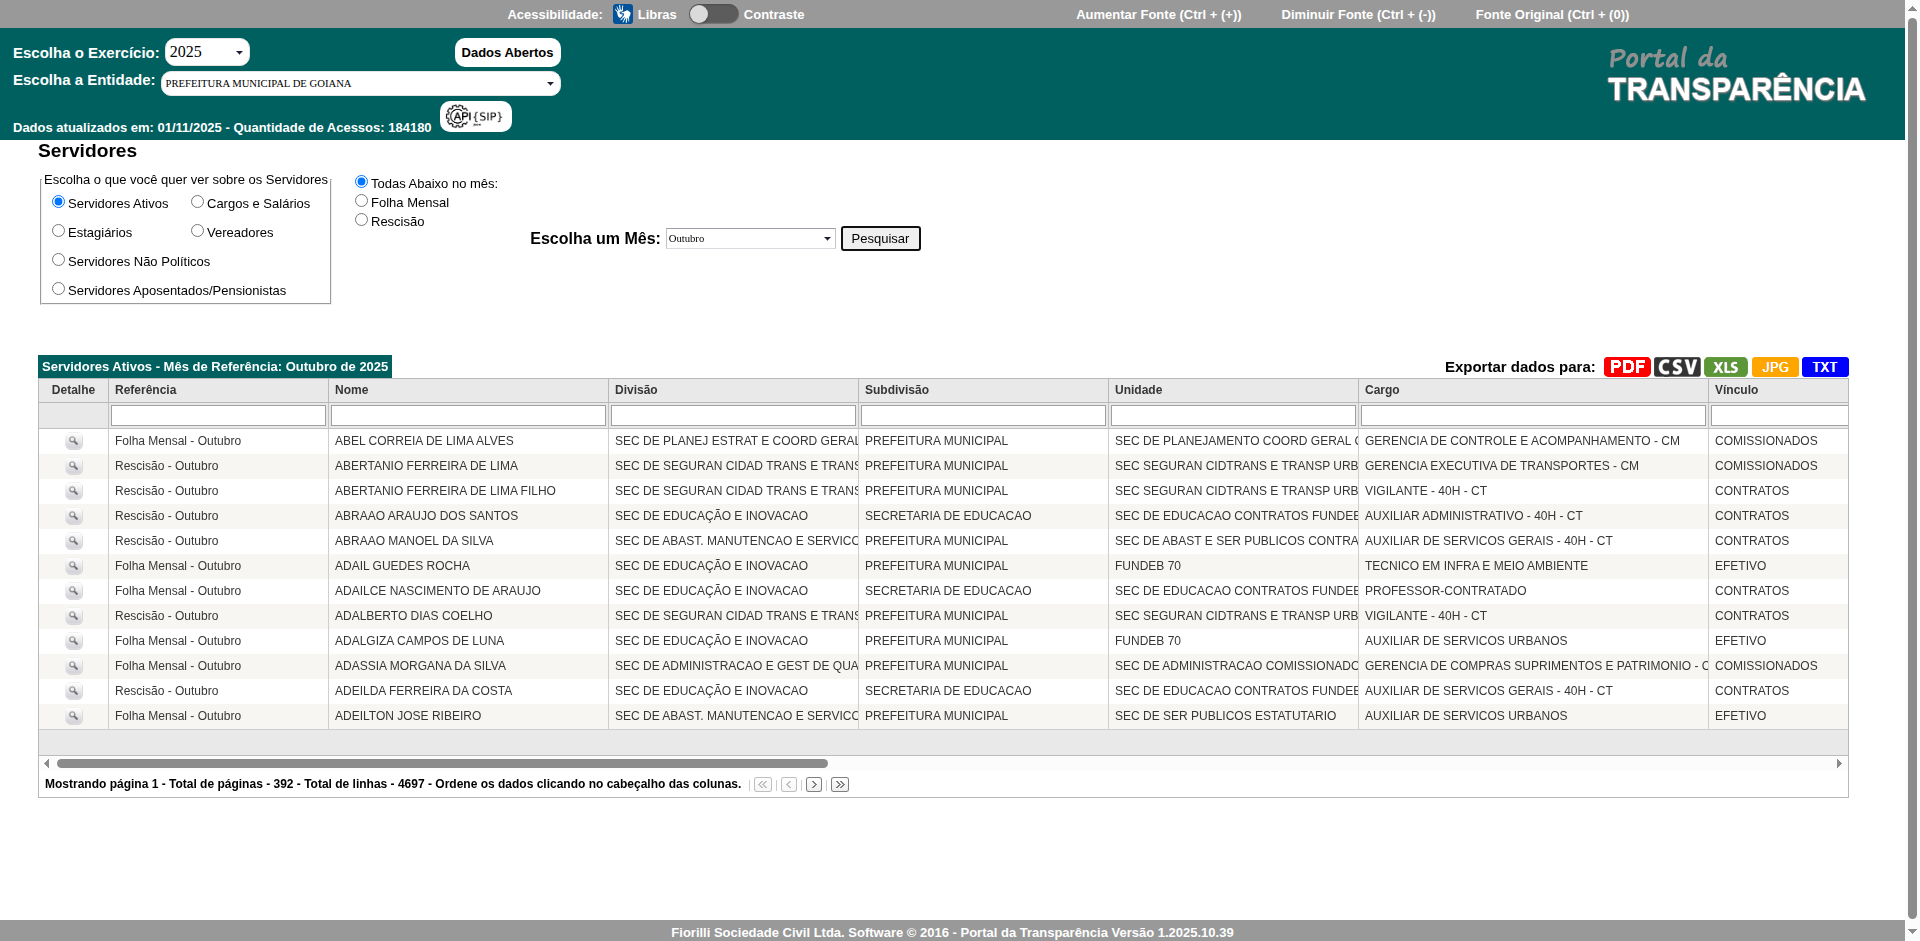 Acessibilidade: Libras Contraste Aumentar Fonte (Ctrl + (+)) Diminuir Fonte (Ctrl + (-)) Fonte Original (Ctrl + (0))
Escolha o Exercício: 2025 Dados Abertos
Escolha a Entidade: PREFEITURA MUNICIPAL DE GOIANA
Portal da
TRANSPARÊNCIA
API {SIP}
Dados atualizados em: 01/11/2025 - Quantidade de Acessos: 184180
Servidores
Escolha o que você quer ver sobre os Servidores
Servidores Ativos Cargos e Salários
Estagiários Vereadores
Servidores Não Políticos
Servidores Aposentados/Pensionistas
Todas Abaixo no mês:
Folha Mensal
Rescisão
Escolha um Mês: Outubro Pesquisar
Servidores Ativos - Mês de Referência: Outubro de 2025 Exportar dados para: PDF CSV XLS JPG TXT
Detalhe Referência Nome Divisão Subdivisão Unidade Cargo Vínculo
Folha Mensal - Outubro ABEL CORREIA DE LIMA ALVES SEC DE PLANEJ ESTRAT E COORD GERAL PREFEITURA MUNICIPAL SEC DE PLANEJAMENTO COORD GERAL GERENCIA DE CONTROLE E ACOMPANHAMENTO - CM COMISSIONADOS
Rescisão - Outubro ABERTANIO FERREIRA DE LIMA SEC DE SEGURAN CIDAD TRANS E TRANS PREFEITURA MUNICIPAL SEC SEGURAN CIDTRANS E TRANSP URB GERENCIA EXECUTIVA DE TRANSPORTES - CM COMISSIONADOS
Rescisão - Outubro ABERTANIO FERREIRA DE LIMA FILHO SEC DE SEGURAN CIDAD TRANS E TRANS PREFEITURA MUNICIPAL SEC SEGURAN CIDTRANS E TRANSP URB VIGILANTE - 40H - CT CONTRATOS
Rescisão - Outubro ABRAAO ARAUJO DOS SANTOS SEC DE EDUCAÇÃO E INOVACAO SECRETARIA DE EDUCACAO SEC DE EDUCACAO CONTRATOS FUNDEB AUXILIAR ADMINISTRATIVO - 40H - CT CONTRATOS
Rescisão - Outubro ABRAAO MANOEL DA SILVA SEC DE ABAST. MANUTENCAO E SERVICO PREFEITURA MUNICIPAL SEC DE ABAST E SER PUBLICOS CONTRA AUXILIAR DE SERVICOS GERAIS - 40H - CT CONTRATOS
Folha Mensal - Outubro ADAIL GUEDES ROCHA SEC DE EDUCAÇÃO E INOVACAO PREFEITURA MUNICIPAL FUNDEB 70 TECNICO EM INFRA E MEIO AMBIENTE EFETIVO
Folha Mensal - Outubro ADAILCE NASCIMENTO DE ARAUJO SEC DE EDUCAÇÃO E INOVACAO SECRETARIA DE EDUCACAO SEC DE EDUCACAO CONTRATOS FUNDEB PROFESSOR-CONTRATADO CONTRATOS
Rescisão - Outubro ADALBERTO DIAS COELHO SEC DE SEGURAN CIDAD TRANS E TRANS PREFEITURA MUNICIPAL SEC SEGURAN CIDTRANS E TRANSP URB VIGILANTE - 40H - CT CONTRATOS
Folha Mensal - Outubro ADALGIZA CAMPOS DE LUNA SEC DE EDUCAÇÃO E INOVACAO PREFEITURA MUNICIPAL FUNDEB 70 AUXILIAR DE SERVICOS URBANOS EFETIVO
Folha Mensal - Outubro ADASSIA MORGANA DA SILVA SEC DE ADMINISTRACAO E GEST DE QUA PREFEITURA MUNICIPAL SEC DE ADMINISTRACAO COMISSIONADO GERENCIA DE COMPRAS SUPRIMENTOS E PATRIMONIO - C COMISSIONADOS
Rescisão - Outubro ADEILDA FERREIRA DA COSTA SEC DE EDUCAÇÃO E INOVACAO SECRETARIA DE EDUCACAO SEC DE EDUCACAO CONTRATOS FUNDEB AUXILIAR DE SERVICOS GERAIS - 40H - CT CONTRATOS
Folha Mensal - Outubro ADEILTON JOSE RIBEIRO SEC DE ABAST. MANUTENCAO E SERVICO PREFEITURA MUNICIPAL SEC DE SER PUBLICOS ESTATUTARIO AUXILIAR DE SERVICOS URBANOS EFETIVO
Mostrando página 1 - Total de páginas - 392 - Total de linhas - 4697 - Ordene os dados clicando no cabeçalho das colunas.
Fiorilli Sociedade Civil Ltda. Software © 2016 - Portal da Transparência Versão 1.2025.10.39